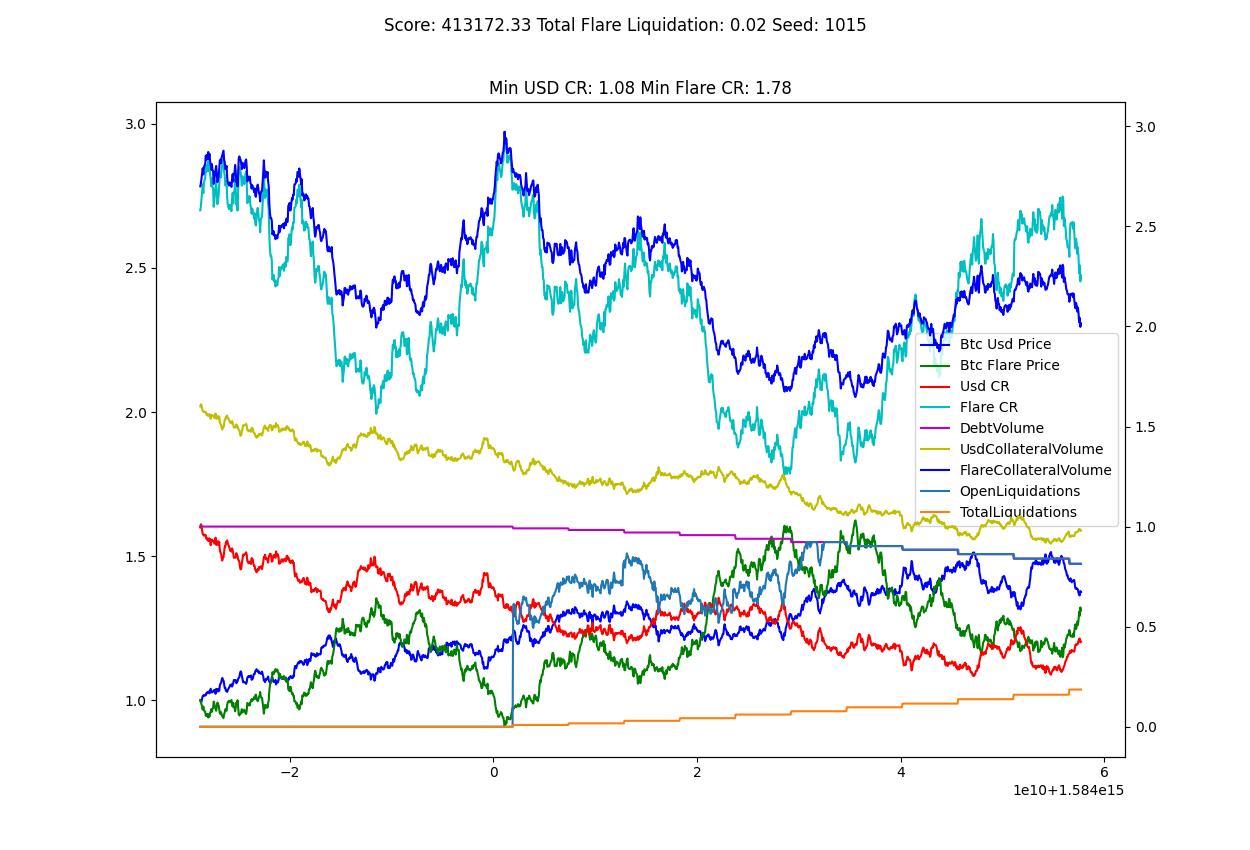 Score: 413172.33 Total Flare Liquidation: 0.02 Seed: 1015
Min USD CR: 1.08 Min Flare CR: 1.78
3.0
2.5
2.0
1.5
1.0
3.0
2.5
2.0
1.5
1.0
0.5
0.0
Btc Usd Price
Btc Flare Price
Usd CR
Flare CR
DebtVolume
UsdCollateralVolume
FlareCollateralVolume
OpenLiquidations
TotalLiquidations
−2 0 2 4 6
1e10+1.584e15